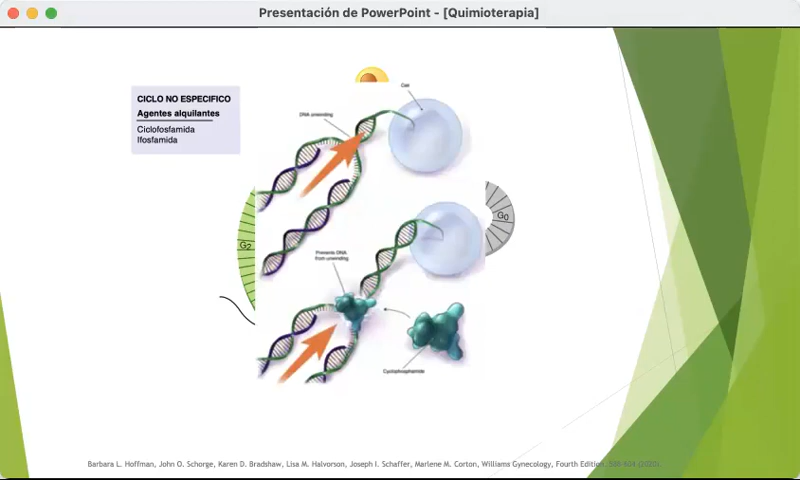 Presentación de PowerPoint - [Quimioterapia]
CICLO NO ESPECIFICO
Agentes alquilantes
Ciclofosfamida
Ifosfamida
Cell
DNA unwinding
G0
G2
Prevents DNA
from unwinding
Cyclophosphamide
Barbara L. Hoffman, John O. Schorge, Karen D. Bradshaw, Lisa M. Halvorson, Joseph I. Schaffer, Marlene M. Corton, Williams Gynecology, Fourth Edition. (2020)